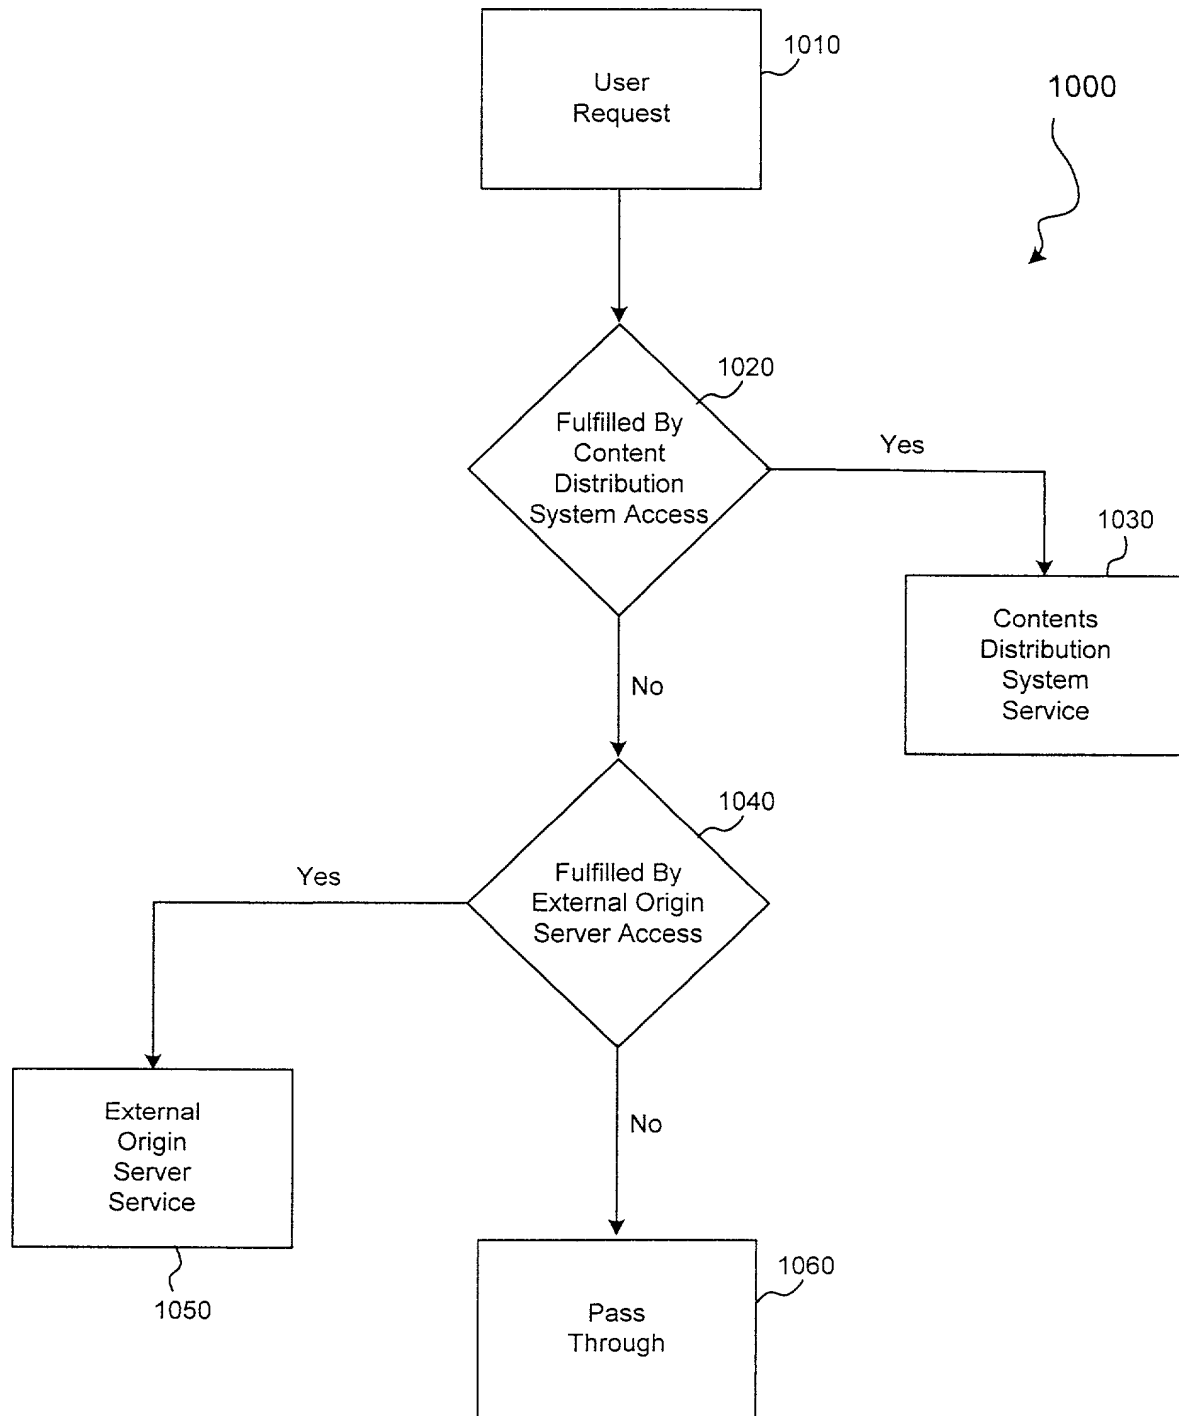 1010
User
Request
1000
1020
Fulfilled By
Content
Distribution
System Access
Yes
1030
Contents
Distribution
System
Service
No
1040
Fulfilled By
External Origin
Server Access
Yes
External
Origin
Server
Service
1050
No
1060
Pass
Through